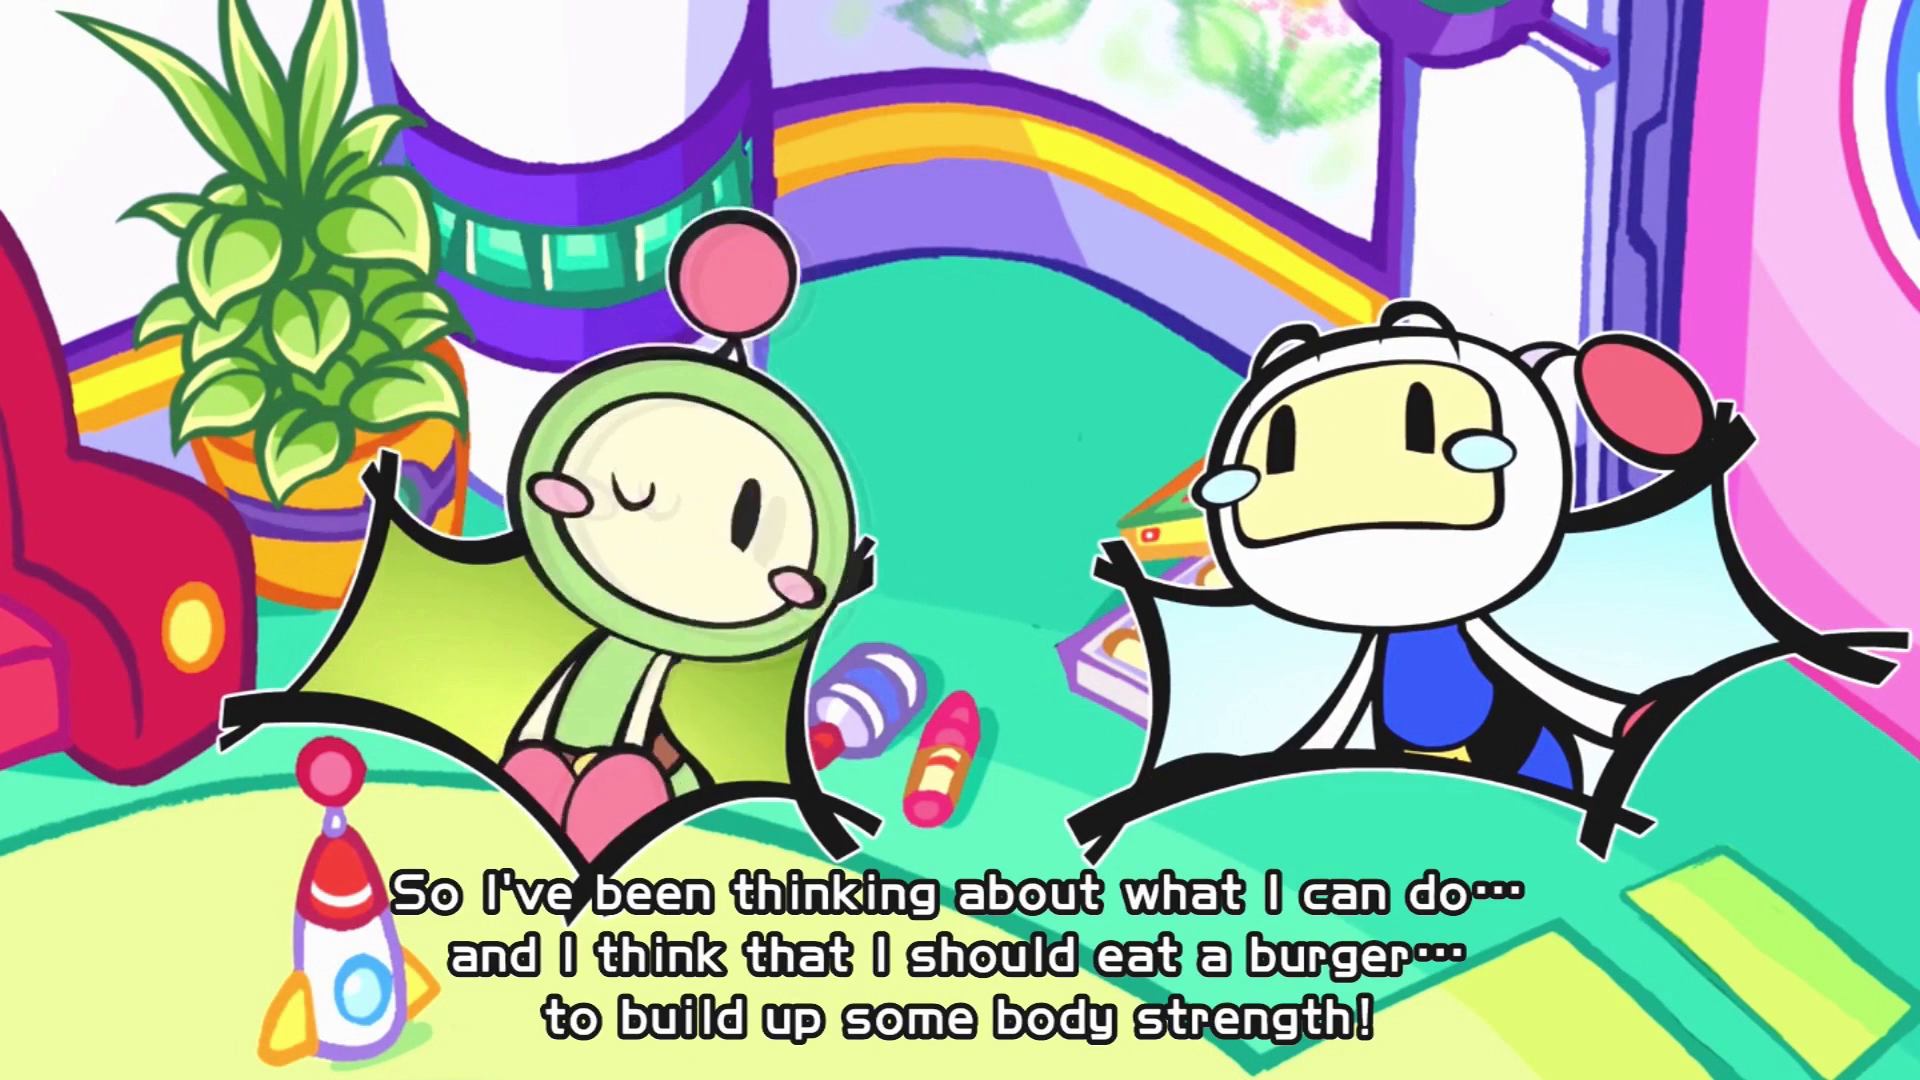 So I've been thinking about what I can do…
and I think that I should eat a burger…
to build up some body strength!